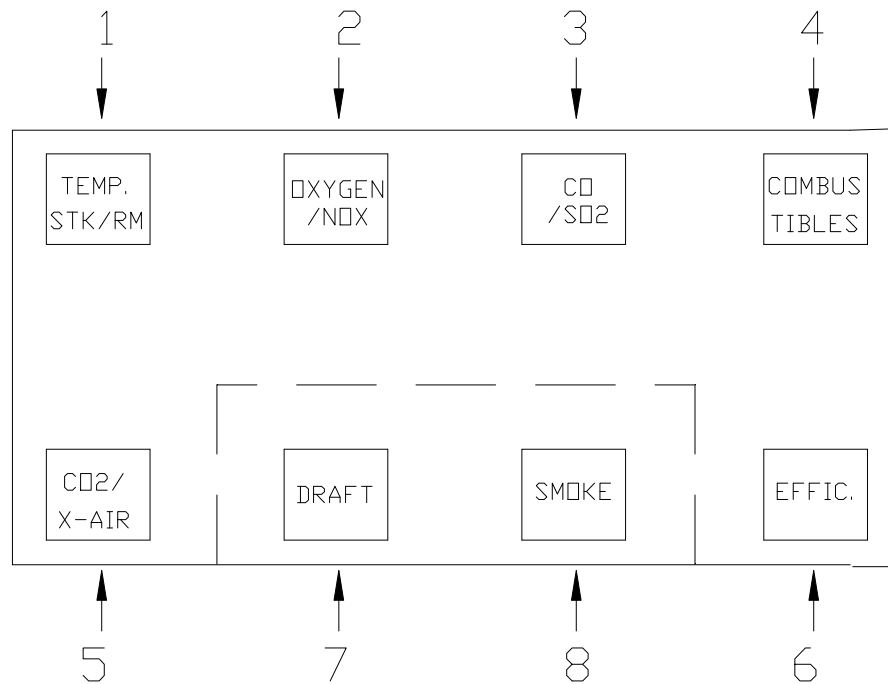 1 2 3 4
TEMP.
STK/RM
OXYGEN
/NOX
CO
/SO2
COMBUS
TIBLES
CO2/
X-AIR
DRAFT
SMOKE
EFFIC.
5 7 8 6